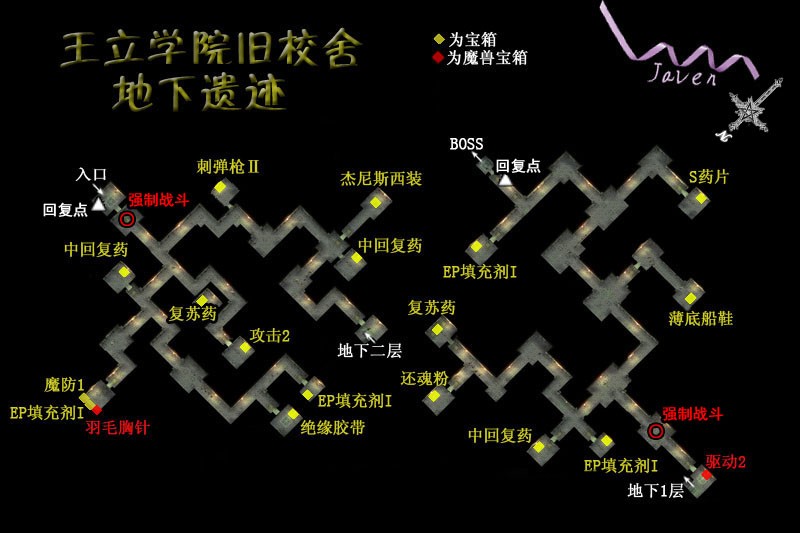 王立学院旧校舍
地下遗迹
为宝箱
为魔兽宝箱
Javen
N
入口
回复点
强制战斗
刺弹枪Ⅱ
杰尼斯西装
中回复药
中回复药
复苏药
攻击2
地下二层
魔防1
EP填充剂I
羽毛胸针
EP填充剂I
绝缘胶带
BOSS
回复点
S药片
EP填充剂I
薄底船鞋
复苏药
还魂粉
中回复药
EP填充剂I
强制战斗
驱动2
地下1层